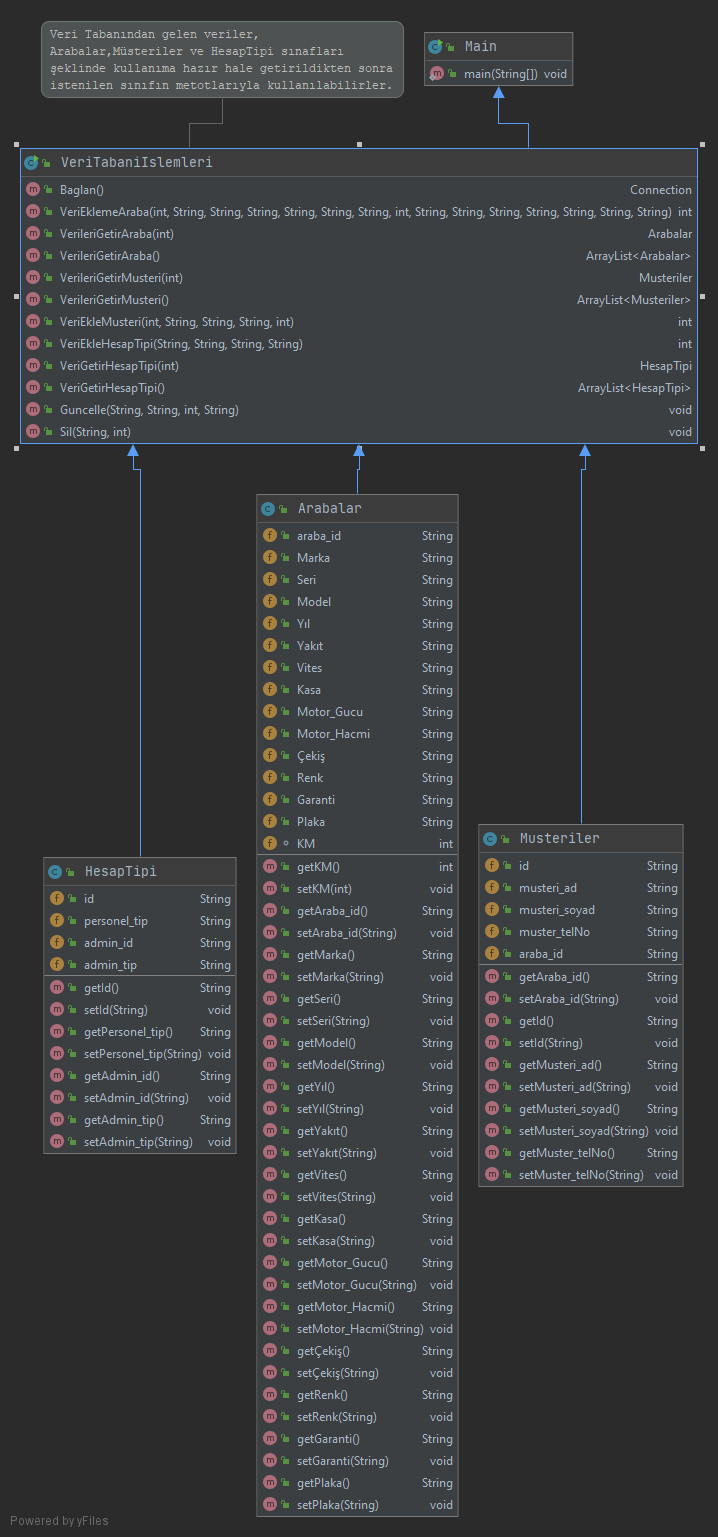 Veri Tabanından gelen veriler,
Arabalar,Müsteriler ve HesapTipi sınafları
şeklinde kullanıma hazır hale getirildikten sonra
istenilen sınıfın metotlarıyla kullanılabilirler.
Main
main(String[]) void
VeriTabaniIslemleri
Baglan() Connection
VeriEklemeAraba(int, String, String, String, String, String, String, int, String, String, String, String, String, String, String) int
VerileriGetirAraba(int) Arabalar
VerileriGetirAraba() ArrayList<Arabalar>
VerileriGetirMusteri(int) Musteriler
VerileriGetirMusteri() ArrayList<Musteriler>
VeriEkleMusteri(int, String, String, String, int) int
VeriEkleHesapTipi(String, String, String, String) int
VeriGetirHesapTipi(int) HesapTipi
VeriGetirHesapTipi() ArrayList<HesapTipi>
Guncelle(String, String, int, String) void
Sil(String, int) void
Arabalar
araba_id String
Marka String
Seri String
Model String
Yıl String
Yakıt String
Vites String
Kasa String
Motor_Gucu String
Motor_Hacmi String
Çekiş String
Renk String
Garanti String
Plaka String
KM int
getKM() int
setKM(int) void
getAraba_id() String
setAraba_id(String) void
getMarka() String
setMarka(String) void
getSeri() String
setSeri(String) void
getModel() String
setModel(String) void
getYıl() String
setYıl(String) void
getYakıt() String
setYakıt(String) void
getVites() String
setVites(String) void
getKasa() String
setKasa(String) void
getMotor_Gucu() String
setMotor_Gucu(String) void
getMotor_Hacmi() String
setMotor_Hacmi(String) void
getÇekiş() String
setÇekiş(String) void
getRenk() String
setRenk(String) void
getGaranti() String
setGaranti(String) void
getPlaka() String
setPlaka(String) void
HesapTipi
id String
personel_tip String
admin_id String
admin_tip String
getId() String
setId(String) void
getPersonel_tip() String
setPersonel_tip(String) void
getAdmin_id() String
setAdmin_id(String) void
getAdmin_tip() String
setAdmin_tip(String) void
Musteriler
id String
musteri_ad String
musteri_soyad String
muster_telNo String
araba_id String
getAraba_id() String
setAraba_id(String) void
getId() String
setId(String) void
getMusteri_ad() String
setMusteri_ad(String) void
getMusteri_soyad() String
setMusteri_soyad(String) void
getMuster_telNo() String
setMuster_telNo(String) void
Powered by yFiles